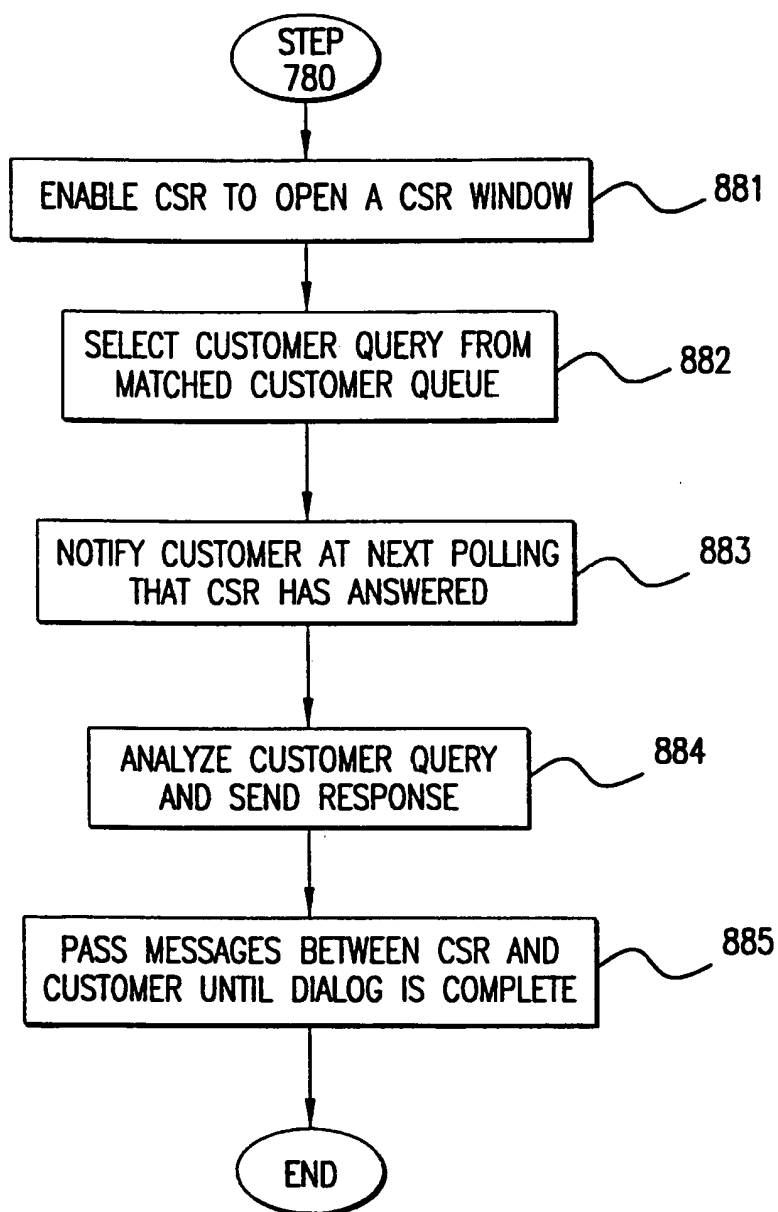 STEP
780
ENABLE CSR TO OPEN A CSR WINDOW
881
SELECT CUSTOMER QUERY FROM
MATCHED CUSTOMER QUEUE
882
NOTIFY CUSTOMER AT NEXT POLLING
THAT CSR HAS ANSWERED
883
ANALYZE CUSTOMER QUERY
AND SEND RESPONSE
884
PASS MESSAGES BETWEEN CSR AND
CUSTOMER UNTIL DIALOG IS COMPLETE
885
END